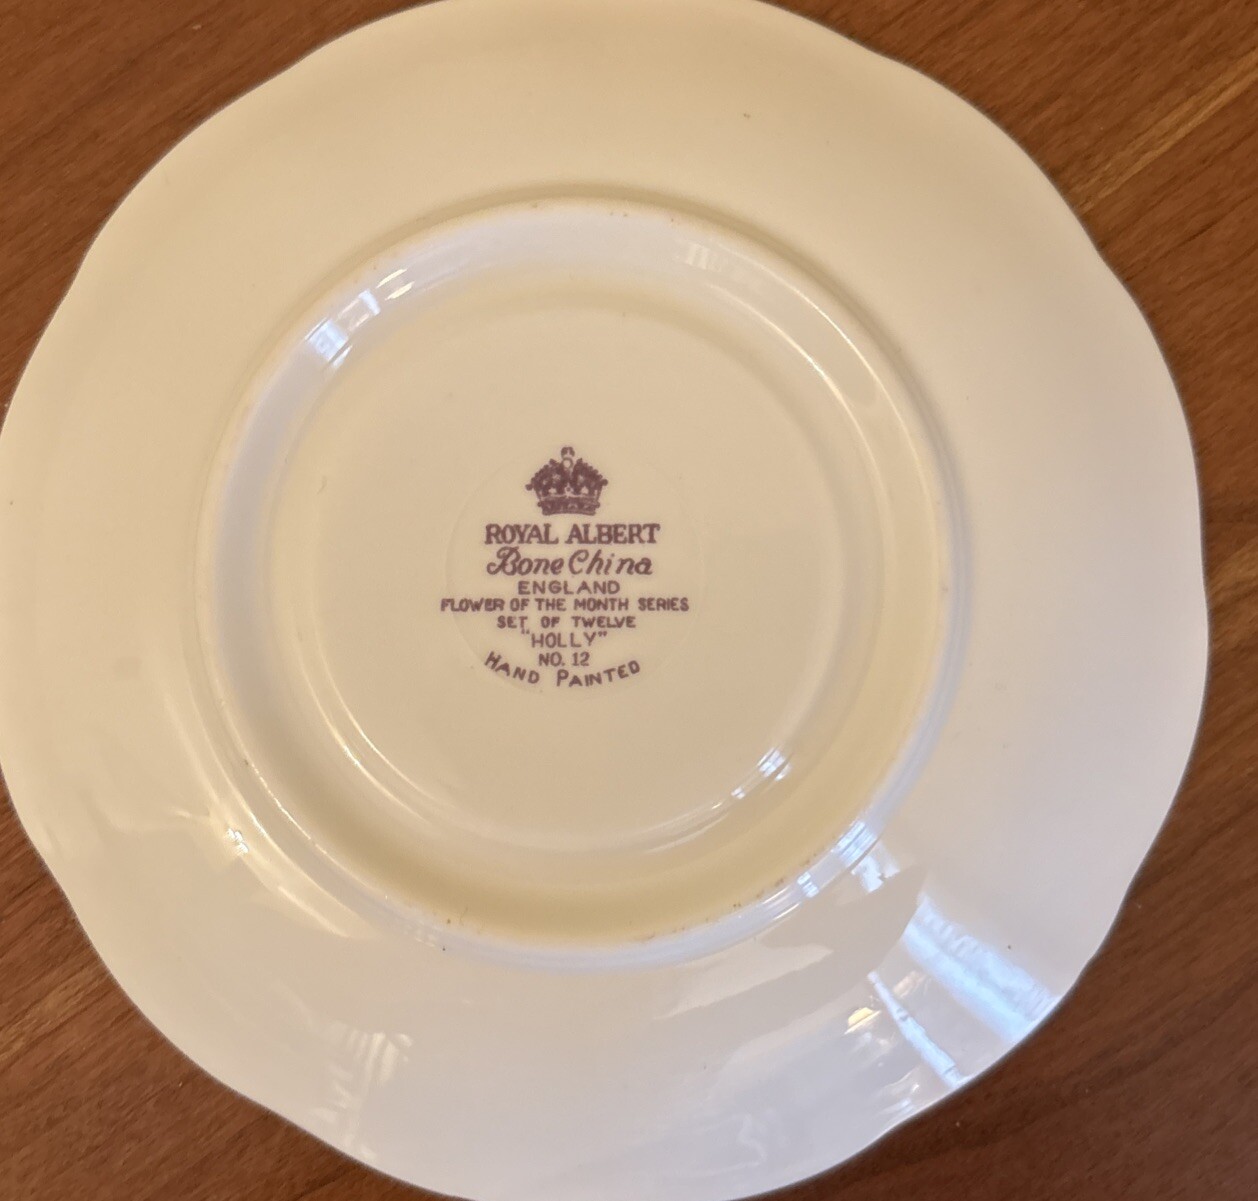 ROYAL ALBERT
Bone China
ENGLAND
FLOWER OF THE MONTH SERIES
SET OF TWELVE
"HOLLY"
NO. 12
HAND PAINTED